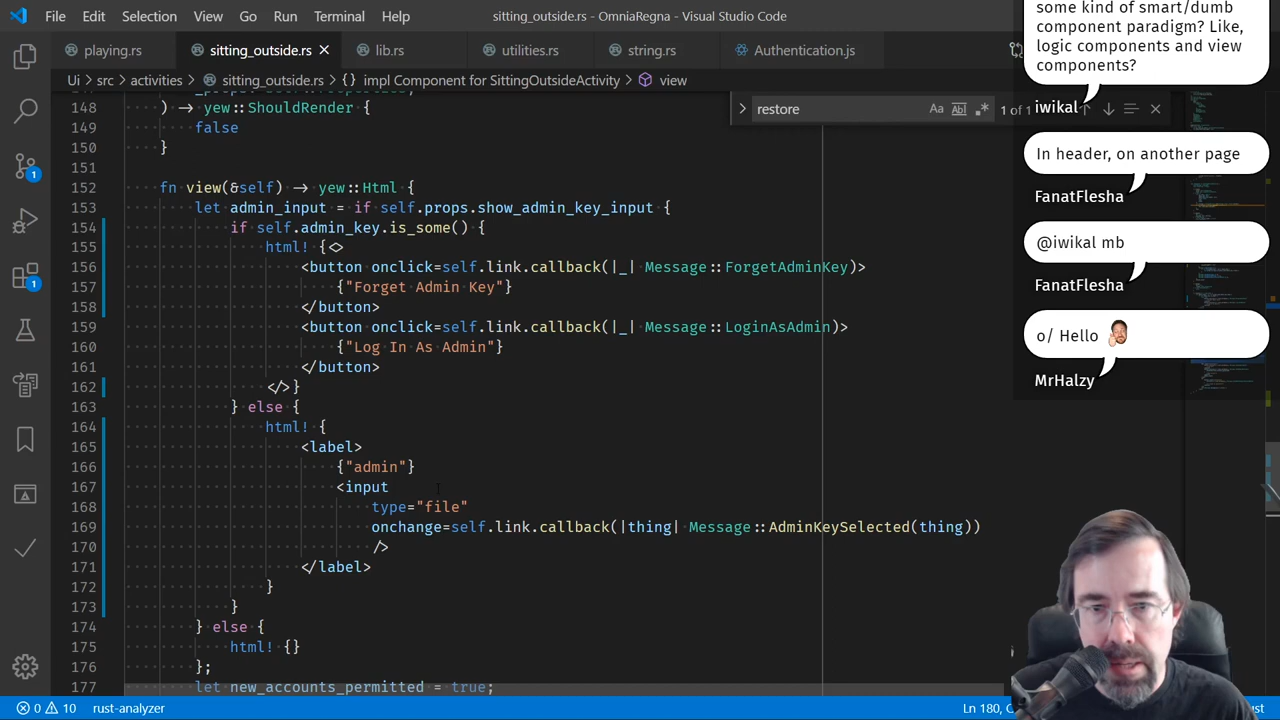 File Edit Selection View Go Run Terminal Help
sitting_outside.rs - OmniaRegna - Visual Studio Code
playing.rs
sitting_outside.rs
lib.rs
utilities.rs
string.rs
Authentication.js
Ui > src > activities > sitting_outside.rs > {} impl Component for SittingOutsideActivity > view
restore
Aa Abl .* 1 of 1
148 ) -> yew::ShouldRender {
149 false
150 }
151
152 fn view(&self) -> yew::Html {
153 let admin_input = if self.props.show_admin_key_input {
154 if self.admin_key.is_some() {
155 html! {<>
156 <button onclick=self.link.callback(|_| Message::ForgetAdminKey)>
157 {"Forget Admin Key"}
158 </button>
159 <button onclick=self.link.callback(|_| Message::LoginAsAdmin)>
160 {"Log In As Admin"}
161 </button>
162 </>}
163 } else {
164 html! {
165 <label>
166 {"admin"}
167 <input
168 type="file"
169 onchange=self.link.callback(|thing| Message::AdminKeySelected(thing))
170 />
171 </label>
172 }
173 }
174 } else {
175 html! {}
176 };
177 let new_accounts_permitted = true;
some kind of smart/dumb
component paradigm? Like,
logic components and view
components?
iwikal
In header, on another page
FanatFlesha
@iwikal mb
FanatFlesha
o/ Hello
MrHalzy
1
1
0 10 rust-analyzer
Ln 180, C